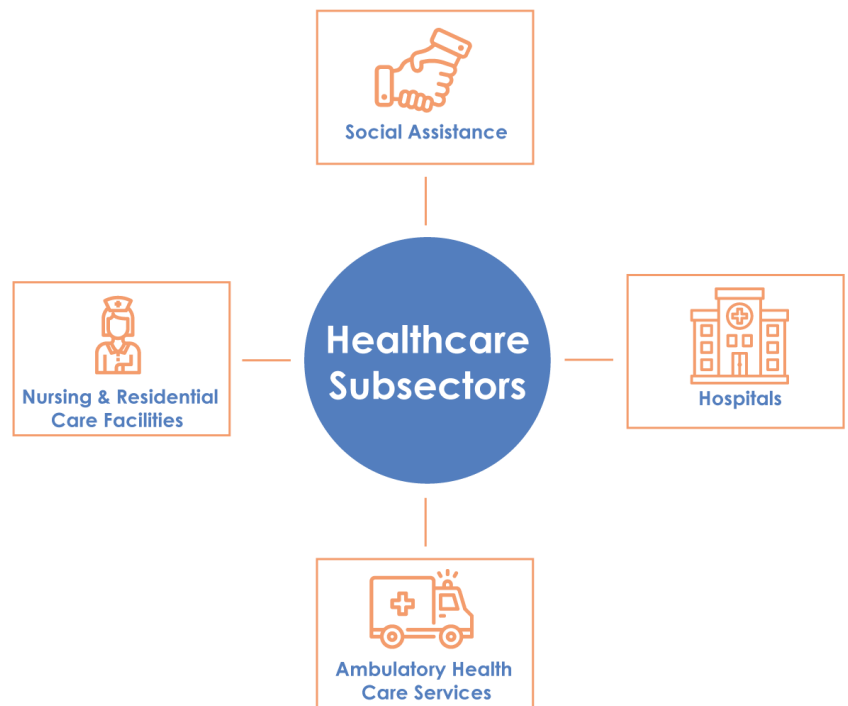 Social Assistance
Healthcare
Subsectors
Nursing & Residential
Care Facilities
Hospitals
Ambulatory Health
Care Services